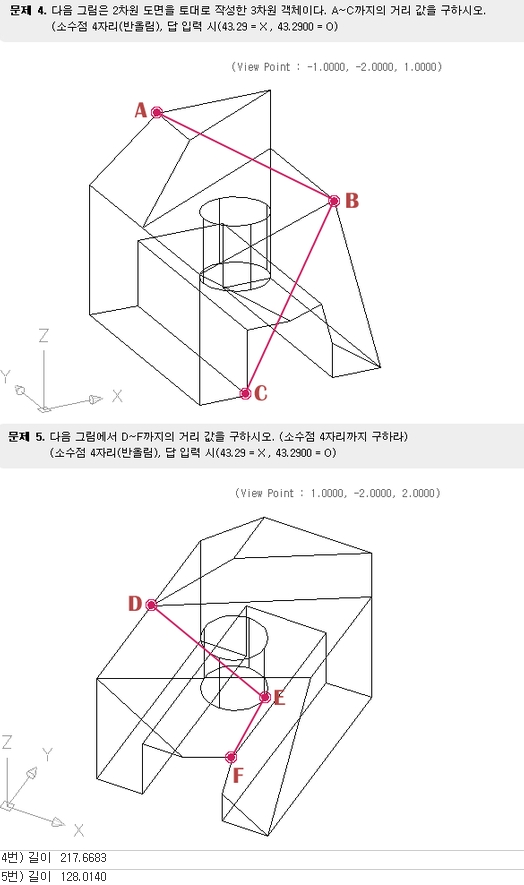 문제 4. 다음 그림은 2차원 도면을 토대로 작성한 3차원 객체이다. A~C까지의 거리 값을 구하시오.
(소수점 4자리(반올림), 답 입력 시(43.29 = X , 43.2900 = O)
(View Point : -1.0000, -2.0000, 1.0000)
A
B
Z
Y
X
C
문제 5. 다음 그림에서 D~F까지의 거리 값을 구하시오. (소수점 4자리까지 구하라)
(소수점 4자리(반올림), 답 입력 시(43.29 = X , 43.2900 = O)
(View Point : 1.0000, -2.0000, 2.0000)
D
E
Z
Y
F
X
4번) 길이 217.6683
5번) 길이 128.0140